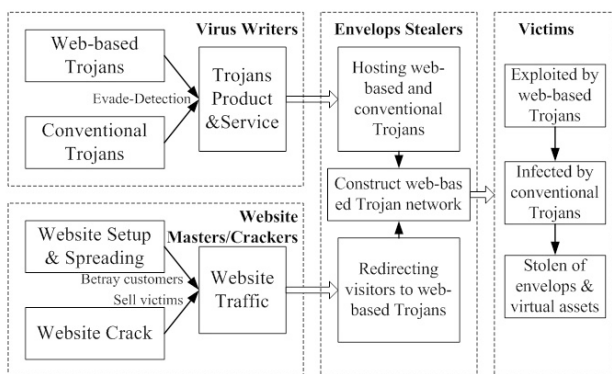 Virus Writers
Web-based
Trojans
Evade-Detection
Conventional
Trojans
Trojans
Product
&Service
Website
Masters/Crackers
Website Setup
& Spreading
Betray customers
Sell victims
Website Crack
Website
Traffic
Envelops Stealers
Hosting web-
based and
conventional
Trojans
Construct web-bas
ed Trojan network
Redirecting
visitors to web-
based Trojans
Victims
Exploited by
web-based
Trojans
Infected by
conventional
Trojans
Stolen of
envelops &
virtual assets